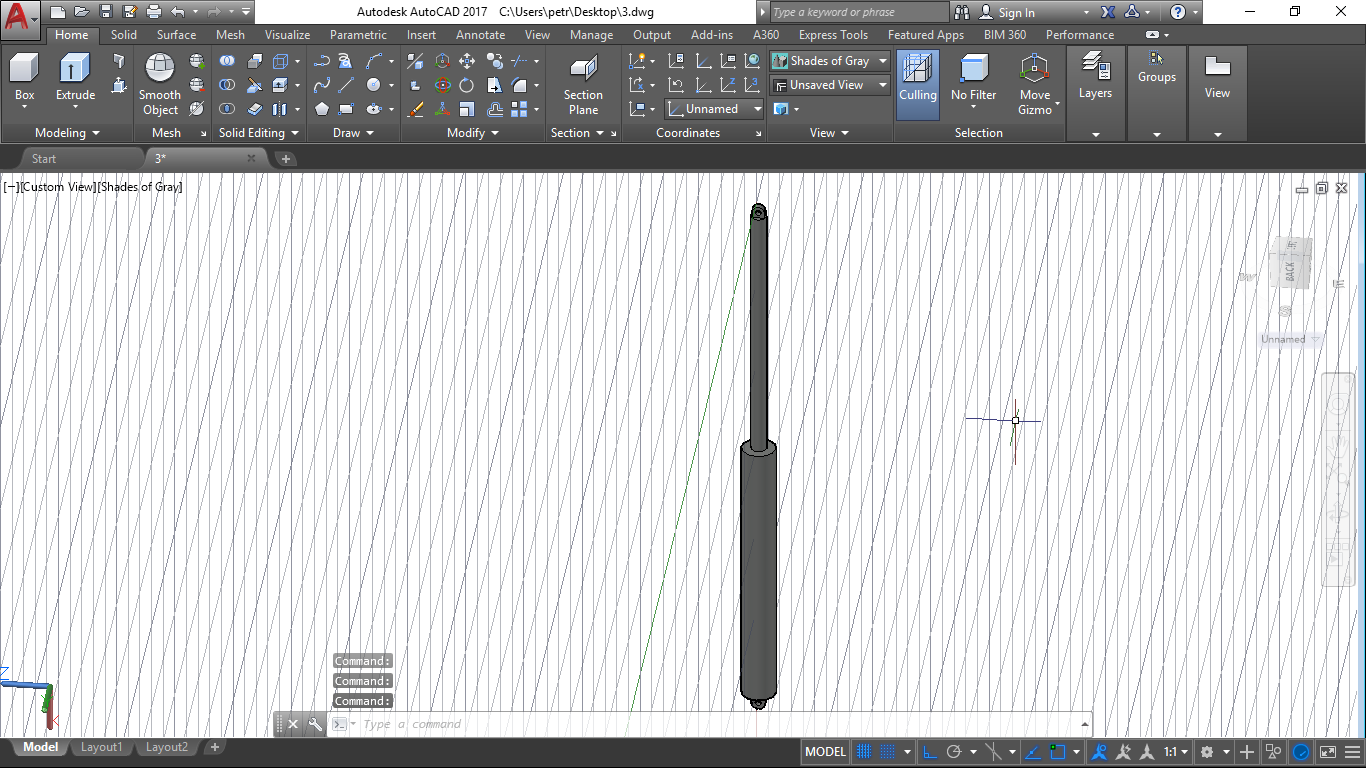 Autodesk AutoCAD 2017 C:\Users\petr\Desktop\3.dwg Type a keyword or phrase Sign In
Home Solid Surface Mesh Visualize Parametric Insert Annotate View Manage Output Add-ins A360 Express Tools Featured Apps BIM 360 Performance
Shades of Gray
Unsaved View
Unnamed
Box Extrude Smooth Object Section Plane Culling No Filter Move Gizmo Layers Groups View
Modeling Mesh Solid Editing Draw Modify Section Coordinates View Selection
Start 3*
[−][Custom View][Shades of Gray]
BACK
Unnamed
Command:
Command:
Command:
Type a command
Model Layout1 Layout2 MODEL 1:1